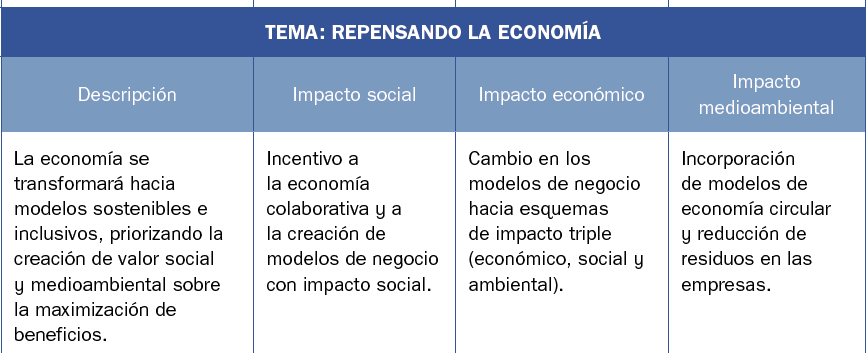 TEMA: REPENSANDO LA ECONOMÍA
Descripción
Impacto social
Impacto económico
Impacto
medioambiental
La economía se
transformará hacia
modelos sostenibles e
inclusivos, priorizando la
creación de valor social
y medioambiental sobre
la maximización de
beneficios.
Incentivo a
la economía
colaborativa y a
la creación de
modelos de negocio
con impacto social.
Cambio en los
modelos de negocio
hacia esquemas
de impacto triple
(económico, social y
ambiental).
Incorporación
de modelos de
economía circular
y reducción de
residuos en las
empresas.